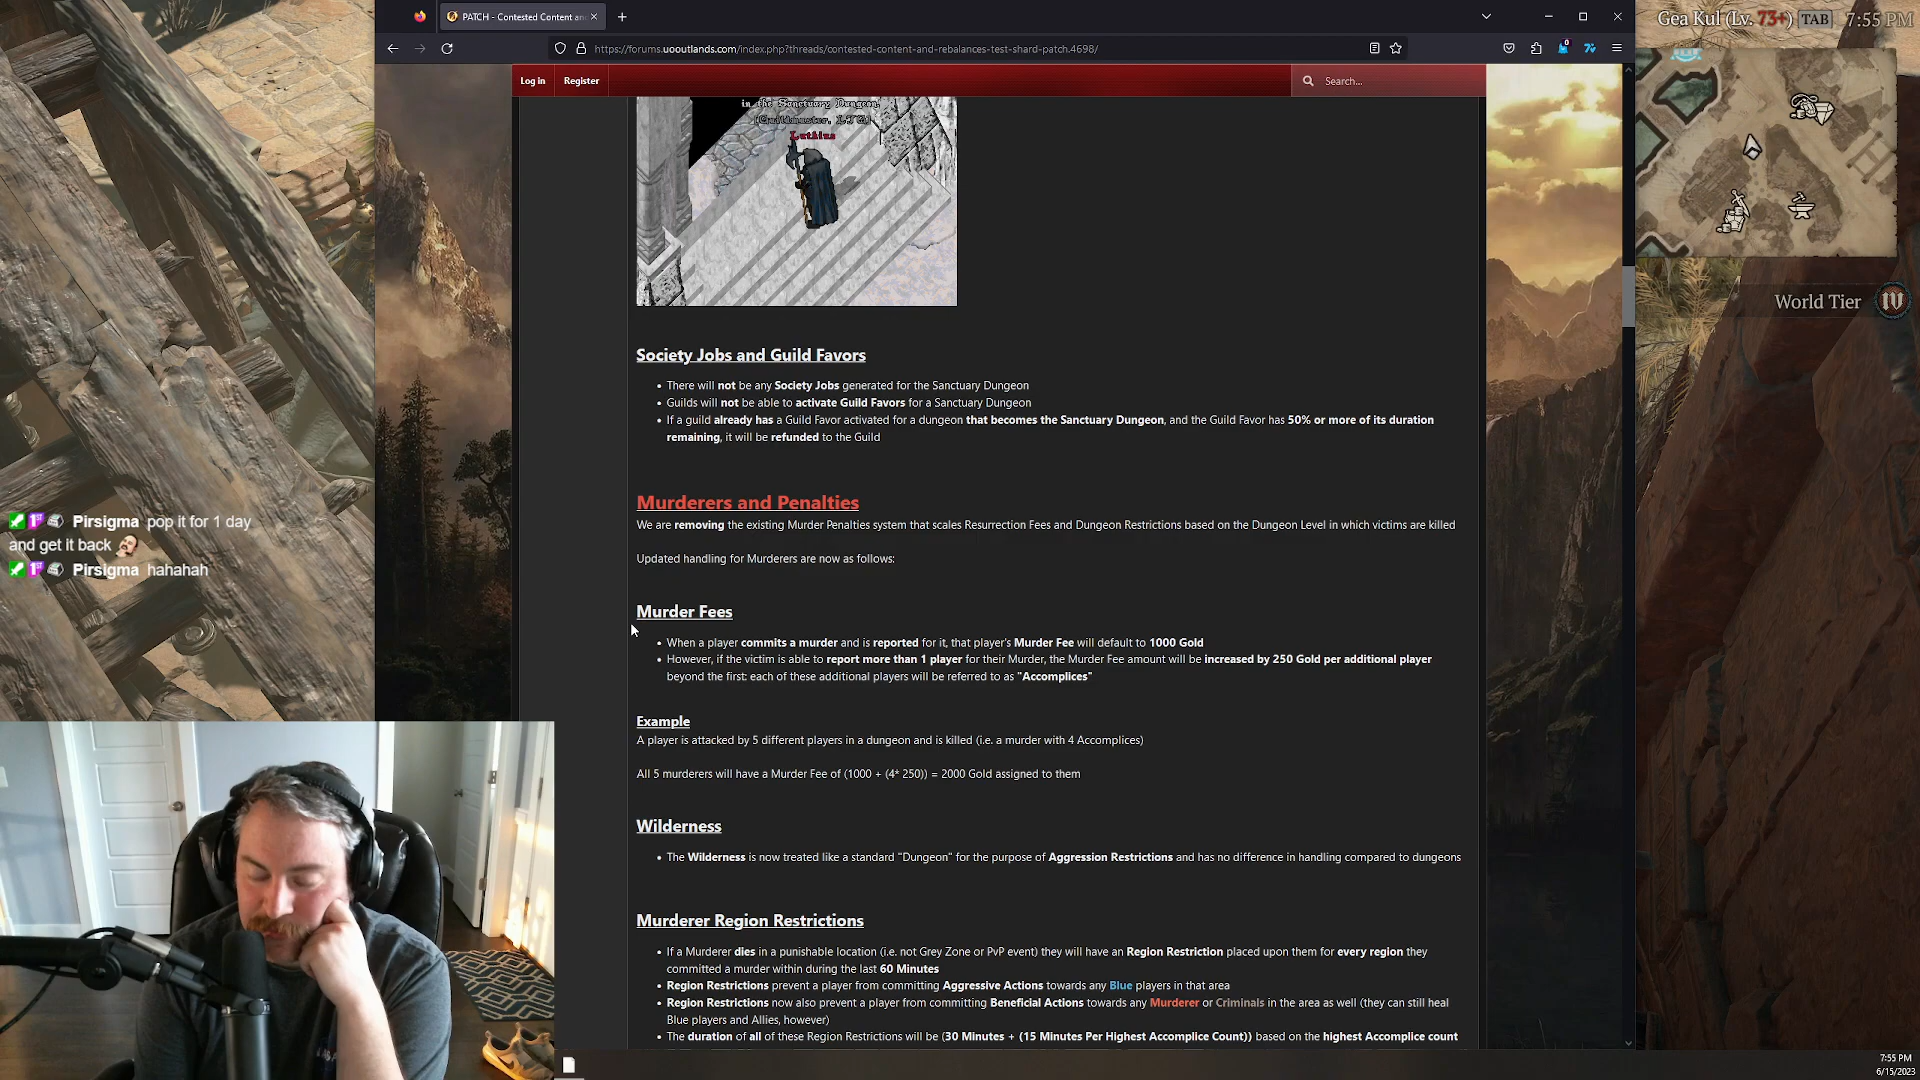 PATCH - Contested Content an
Gea Kul (Lv. 73+) TAB 7:55 PM
https://forums.uooutlands.com/index.php?threads/contested-content-and-rebalances-test-shard-patch.4698/
0
Log in Register Search...
in the Sanctuary Dungeon.
Lutkins
World Tier IV
Society Jobs and Guild Favors
• There will not be any Society Jobs generated for the Sanctuary Dungeon
• Guilds will not be able to activate Guild Favors for a Sanctuary Dungeon
• If a guild already has a Guild Favor activated for a dungeon that becomes the Sanctuary Dungeon, and the Guild Favor has 50% or more of its duration
remaining, it will be refunded to the Guild
Murderers and Penalties
We are removing the existing Murder Penalties system that scales Resurrection Fees and Dungeon Restrictions based on the Dungeon Level in which victims are killed
Updated handling for Murderers are now as follows:
Pirsigma pop it for 1 day
and get it back
Pirsigma hahahah
Murder Fees
• When a player commits a murder and is reported for it, that player's Murder Fee will default to 1000 Gold
• However, if the victim is able to report more than 1 player for their Murder, the Murder Fee amount will be increased by 250 Gold per additional player
beyond the first: each of these additional players will be referred to as "Accomplices"
Example
A player is attacked by 5 different players in a dungeon and is killed (i.e. a murder with 4 Accomplices)
All 5 murderers will have a Murder Fee of (1000 + (4* 250)) = 2000 Gold assigned to them
Wilderness
• The Wilderness is now treated like a standard "Dungeon" for the purpose of Aggression Restrictions and has no difference in handling compared to dungeons
Murderer Region Restrictions
• If a Murderer dies in a punishable location (i.e. not Grey Zone or PvP event) they will have an Region Restriction placed upon them for every region they
committed a murder within during the last 60 Minutes
• Region Restrictions prevent a player from committing Aggressive Actions towards any Blue players in that area
• Region Restrictions now also prevent a player from committing Beneficial Actions towards any Murderer or Criminals in the area as well (they can still heal
Blue players and Allies, however)
• The duration of all of these Region Restrictions will be (30 Minutes + (15 Minutes Per Highest Accomplice Count)) based on the highest Accomplice count
7:55 PM
6/15/2023